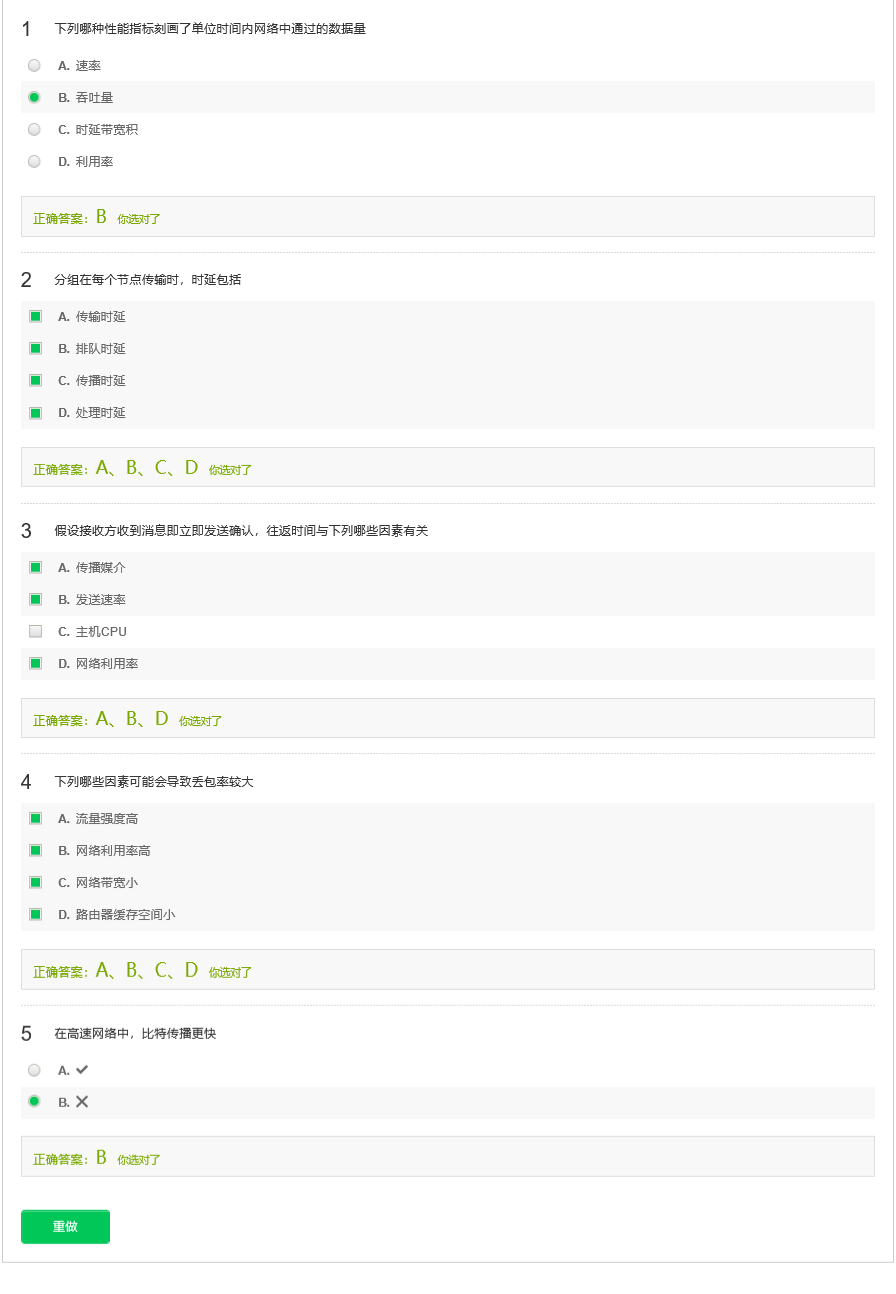 1 下列哪种性能指标刻画了单位时间内网络中通过的数据量
A. 速率
B. 吞吐量
C. 时延带宽积
D. 利用率
正确答案：B 你选对了
2 分组在每个节点传输时，时延包括
A. 传输时延
B. 排队时延
C. 传播时延
D. 处理时延
正确答案：A、B、C、D 你选对了
3 假设接收方收到消息即立即发送确认，往返时间与下列哪些因素有关
A. 传播媒介
B. 发送速率
C. 主机CPU
D. 网络利用率
正确答案：A、B、D 你选对了
4 下列哪些因素可能会导致丢包率较大
A. 流量强度高
B. 网络利用率高
C. 网络带宽小
D. 路由器缓存空间小
正确答案：A、B、C、D 你选对了
5 在高速网络中，比特传播更快
A. ✔
B. ✕
正确答案：B 你选对了
重做